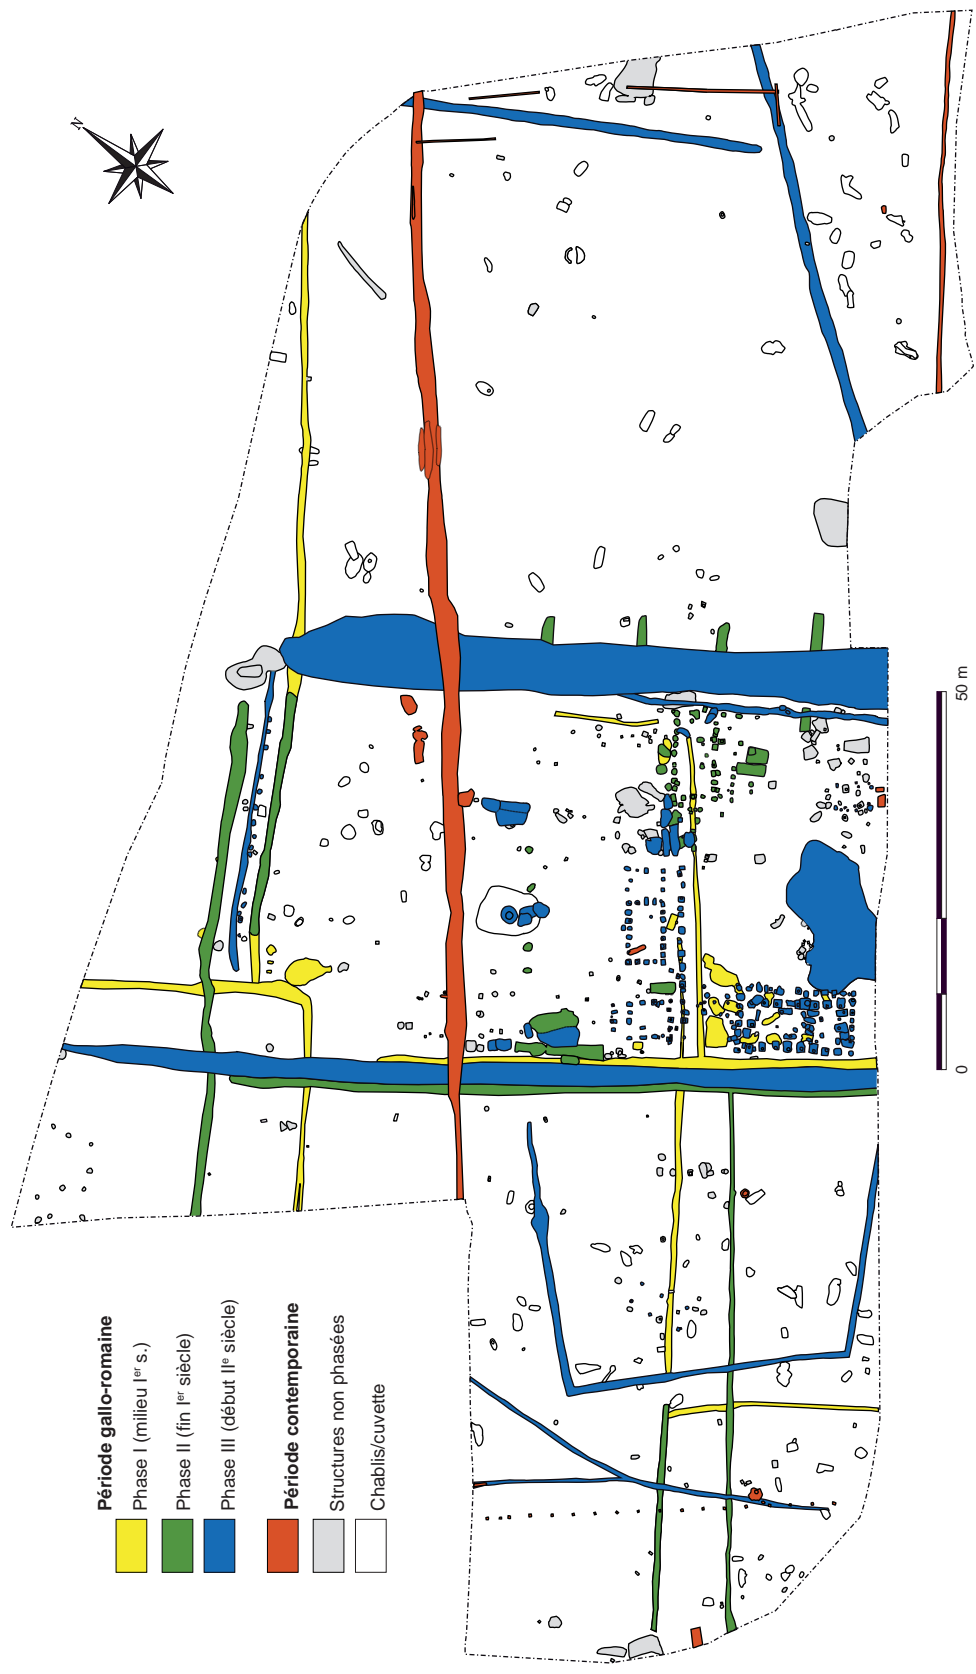 N
Période gallo-romaine
Phase I (milieu Ier s.)
Phase II (fin Ier siècle)
Phase III (début IIe siècle)
Période contemporaine
Structures non phasées
Chablis/cuvette
0
50 m